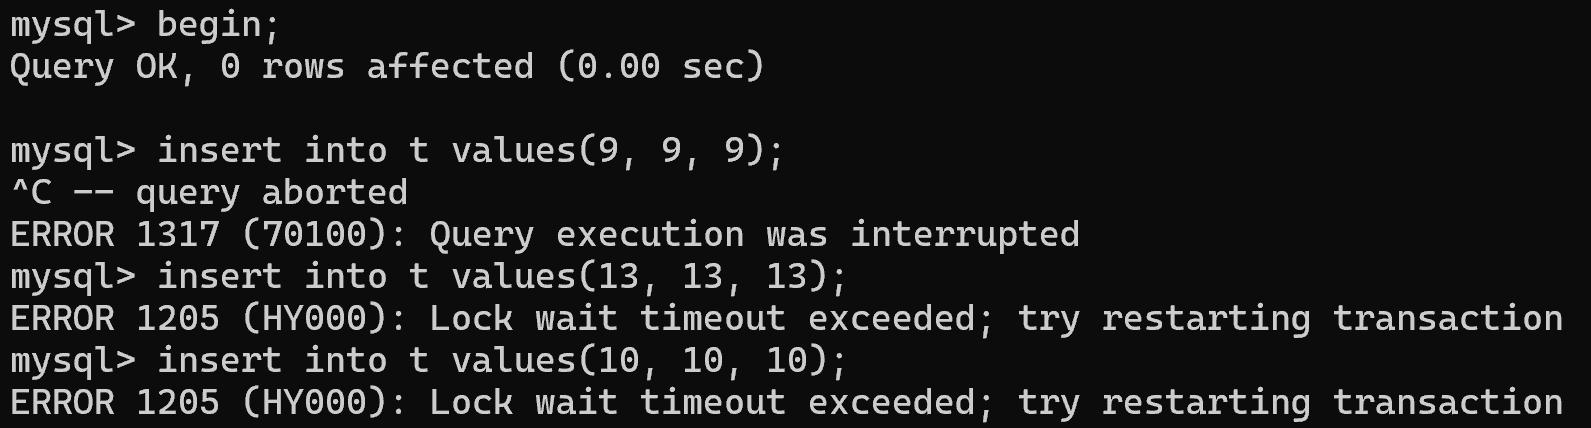 mysql> begin;
Query OK, 0 rows affected (0.00 sec)
mysql> insert into t values(9, 9, 9);
^C -- query aborted
ERROR 1317 (70100): Query execution was interrupted
mysql> insert into t values(13, 13, 13);
ERROR 1205 (HY000): Lock wait timeout exceeded; try restarting transaction
mysql> insert into t values(10, 10, 10);
ERROR 1205 (HY000): Lock wait timeout exceeded; try restarting transaction